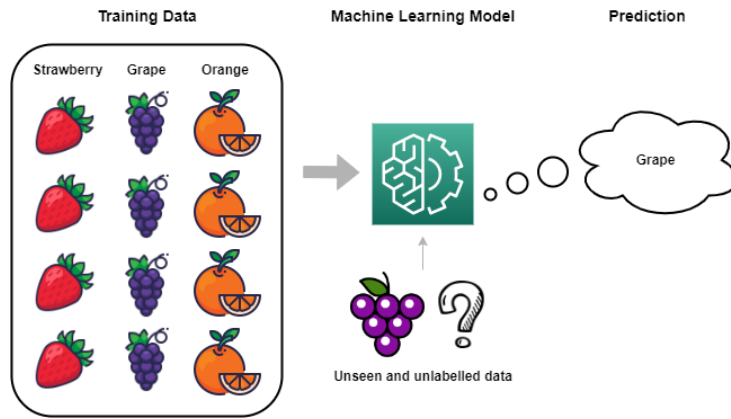 Training Data
Machine Learning Model
Prediction
Strawberry
Grape
Orange
Grape
Unseen and unlabelled data